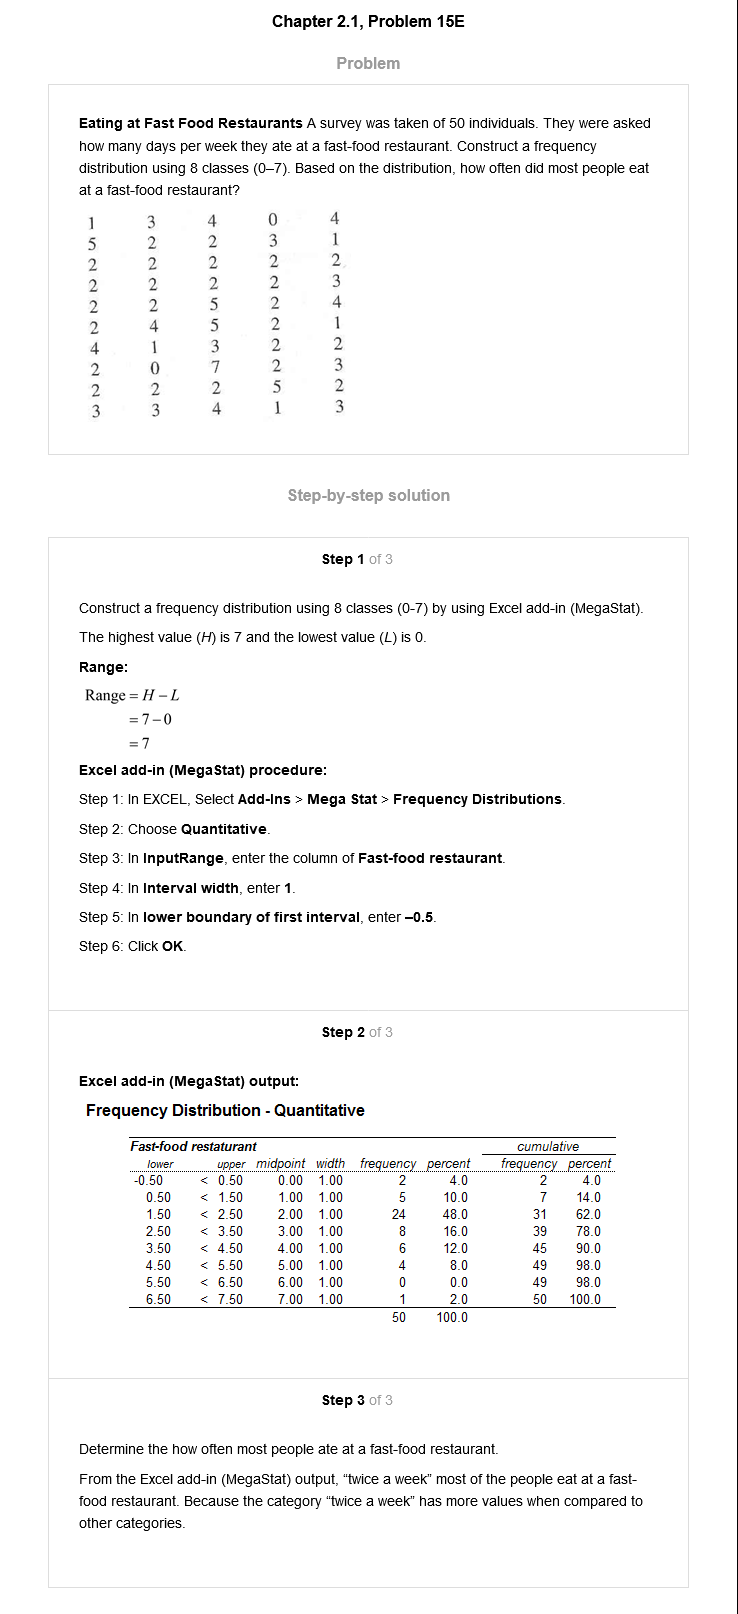 Chapter 2.1, Problem 15E
Problem
Eating at Fast Food Restaurants A survey was taken of 50 individuals. They were asked
how many days per week they ate at a fast-food restaurant. Construct a frequency
distribution using 8 classes (0–7). Based on the distribution, how often did most people eat
at a fast-food restaurant?
1 3 4 0 4
5 2 2 3 1
2 2 2 2 2
2 2 2 2 3
2 2 5 2 4
2 4 5 2 1
4 1 3 2 2
2 0 7 2 3
2 2 2 5 2
3 3 4 1 3
Step-by-step solution
Step 1 of 3
Construct a frequency distribution using 8 classes (0-7) by using Excel add-in (MegaStat).
The highest value (H) is 7 and the lowest value (L) is 0.
Range:
Range = H – L
= 7 – 0
= 7
Excel add-in (MegaStat) procedure:
Step 1: In EXCEL, Select Add-Ins > Mega Stat > Frequency Distributions.
Step 2: Choose Quantitative.
Step 3: In InputRange, enter the column of Fast-food restaurant.
Step 4: In Interval width, enter 1.
Step 5: In lower boundary of first interval, enter –0.5.
Step 6: Click OK.
Step 2 of 3
Excel add-in (MegaStat) output:
Frequency Distribution - Quantitative
Fast-food restaturant cumulative
lower upper midpoint width frequency percent frequency percent
-0.50 < 0.50 0.00 1.00 2 4.0 2 4.0
0.50 < 1.50 1.00 1.00 5 10.0 7 14.0
1.50 < 2.50 2.00 1.00 24 48.0 31 62.0
2.50 < 3.50 3.00 1.00 8 16.0 39 78.0
3.50 < 4.50 4.00 1.00 6 12.0 45 90.0
4.50 < 5.50 5.00 1.00 4 8.0 49 98.0
5.50 < 6.50 6.00 1.00 0 0.0 49 98.0
6.50 < 7.50 7.00 1.00 1 2.0 50 100.0
50 100.0
Step 3 of 3
Determine the how often most people ate at a fast-food restaurant.
From the Excel add-in (MegaStat) output, “twice a week” most of the people eat at a fast-
food restaurant. Because the category “twice a week” has more values when compared to
other categories.